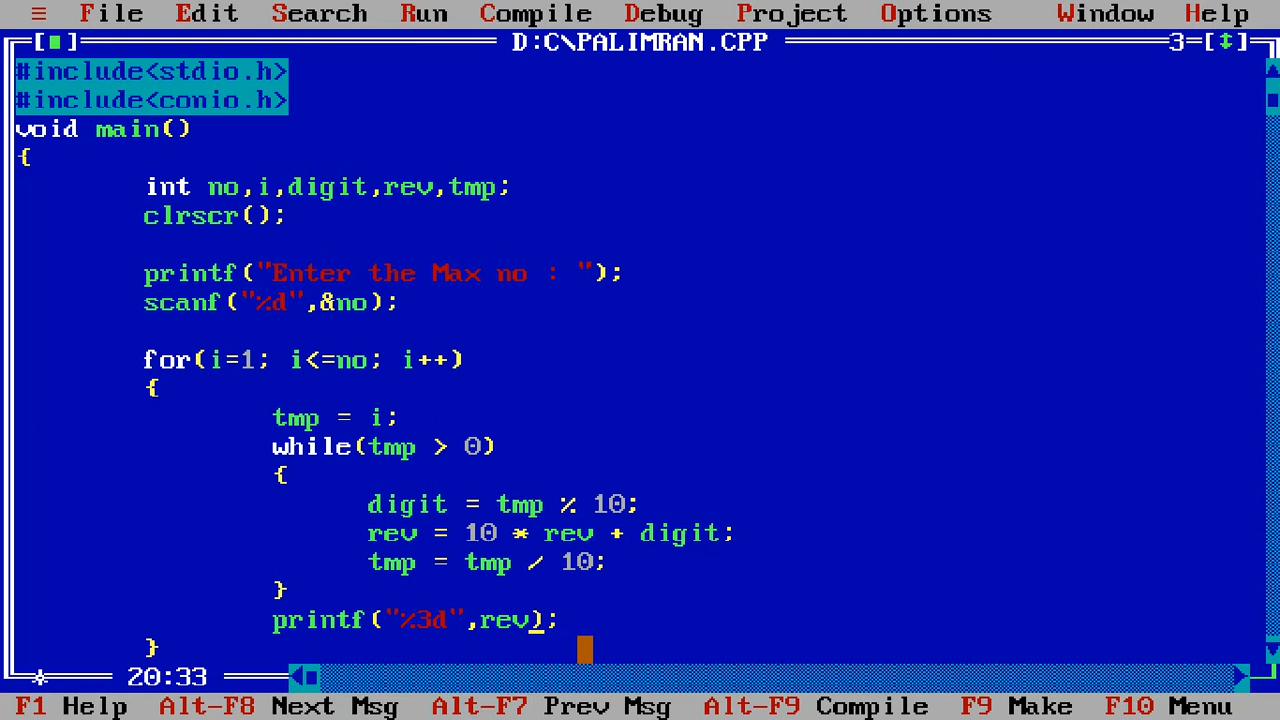 ≡ File Edit Search Run Compile Debug Project Options Window Help
[■] D:C\PALIMRAN.CPP 3=[↕]
#include<stdio.h>
#include<conio.h>
void main()
{
int no,i,digit,rev,tmp;
clrscr();
printf("Enter the Max no : ");
scanf("%d",&no);
for(i=1; i<=no; i++)
{
tmp = i;
while(tmp > 0)
{
digit = tmp % 10;
rev = 10 * rev + digit;
tmp = tmp / 10;
}
printf("%3d",rev);
}
* 20:33
F1 Help Alt-F8 Next Msg Alt-F7 Prev Msg Alt-F9 Compile F9 Make F10 Menu